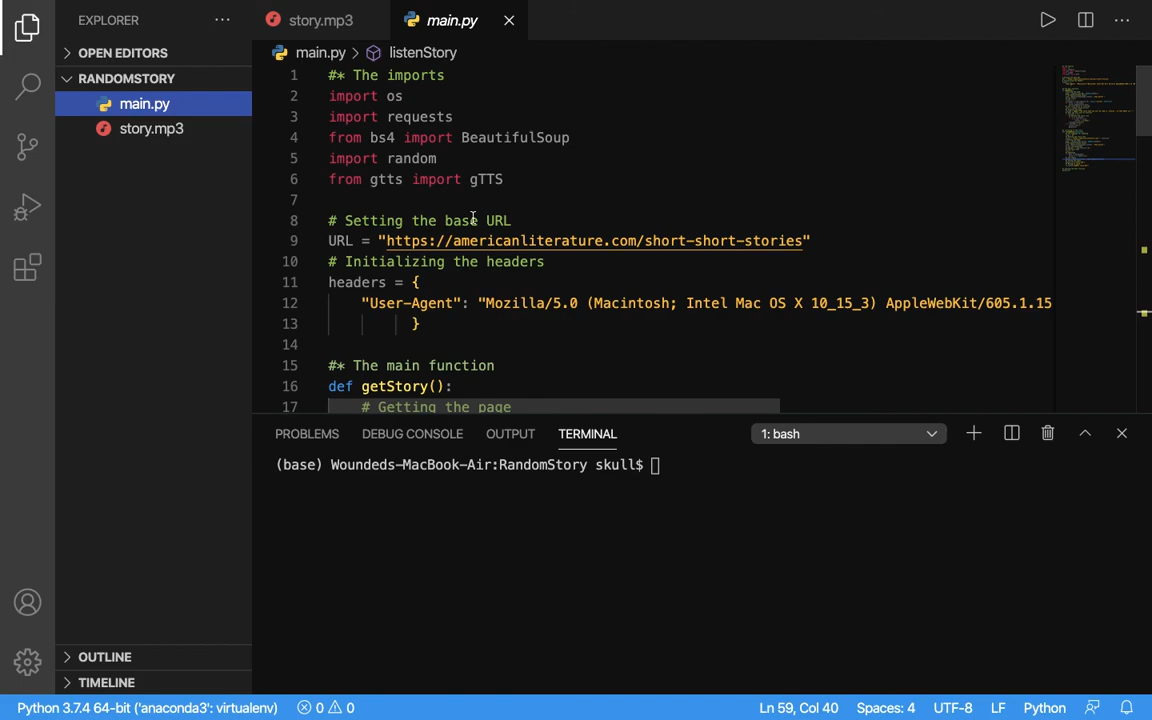 EXPLORER
story.mp3
main.py
OPEN EDITORS
RANDOMSTORY
main.py
story.mp3
main.py
listenStory
1 #* The imports
2 import os
3 import requests
4 from bs4 import BeautifulSoup
5 import random
6 from gtts import gTTS
7
8 # Setting the base URL
9 URL = "https://americanliterature.com/short-short-stories"
10 # Initializing the headers
11 headers = {
12 "User-Agent": "Mozilla/5.0 (Macintosh; Intel Mac OS X 10_15_3) AppleWebKit/605.1.15
13 }
14
15 #* The main function
16 def getStory():
17 # Getting the page
PROBLEMS DEBUG CONSOLE OUTPUT TERMINAL 1: bash
(base) Woundeds-MacBook-Air:RandomStory skull$
OUTLINE
TIMELINE
Python 3.7.4 64-bit ('anaconda3': virtualenv) 0 0 Ln 59, Col 40 Spaces: 4 UTF-8 LF Python